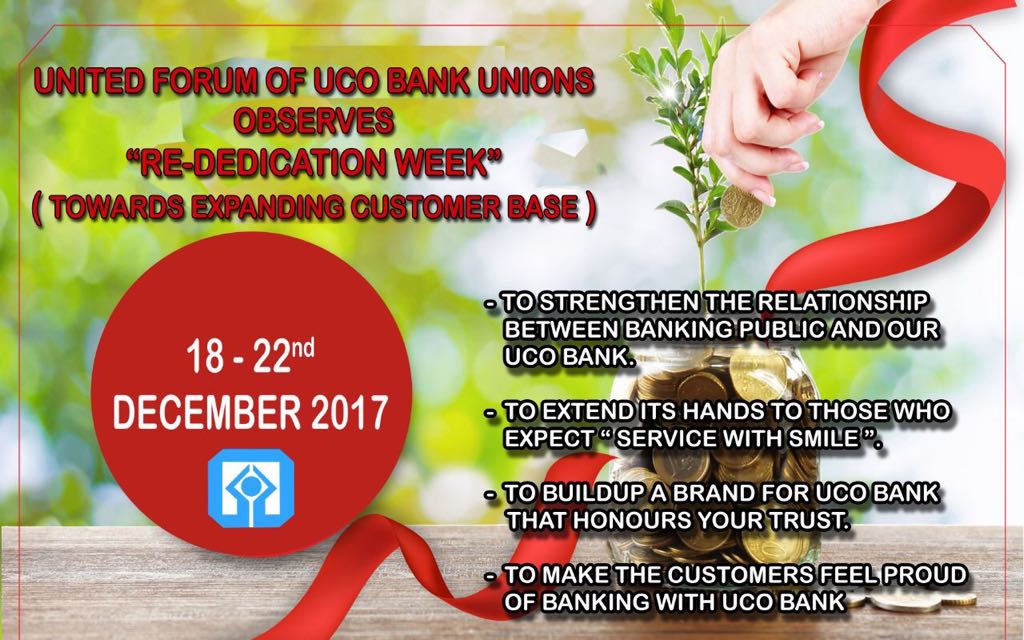 UNITED FORUM OF UCO BANK UNIONS
OBSERVES
“RE-DEDICATION WEEK”
( TOWARDS EXPANDING CUSTOMER BASE )
18 - 22nd
DECEMBER 2017
- TO STRENGTHEN THE RELATIONSHIP
BETWEEN BANKING PUBLIC AND OUR
UCO BANK.
- TO EXTEND ITS HANDS TO THOSE WHO
EXPECT “ SERVICE WITH SMILE ”.
- TO BUILDUP A BRAND FOR UCO BANK
THAT HONOURS YOUR TRUST.
- TO MAKE THE CUSTOMERS FEEL PROUD
OF BANKING WITH UCO BANK